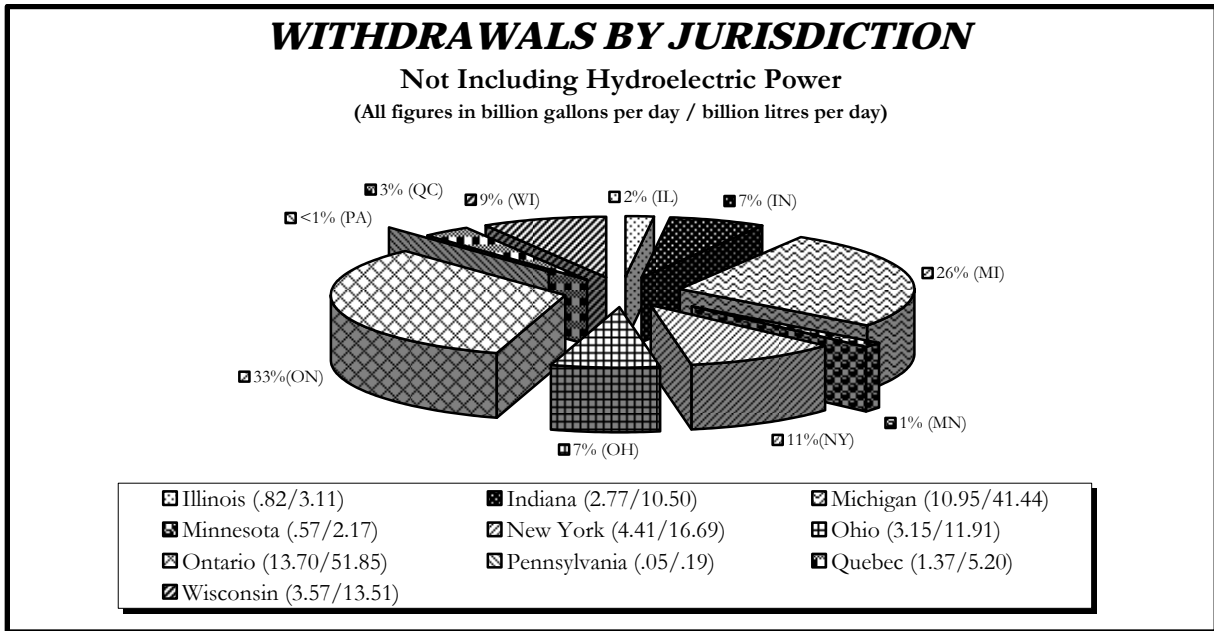 WITHDRAWALS BY JURISDICTION
Not Including Hydroelectric Power
(All figures in billion gallons per day / billion litres per day)
3% (QC)
9% (WI)
2% (IL)
7% (IN)
<1% (PA)
26% (MI)
33%(ON)
1% (MN)
11%(NY)
7% (OH)
Illinois (.82/3.11)
Indiana (2.77/10.50)
Michigan (10.95/41.44)
Minnesota (.57/2.17)
New York (4.41/16.69)
Ohio (3.15/11.91)
Ontario (13.70/51.85)
Pennsylvania (.05/.19)
Quebec (1.37/5.20)
Wisconsin (3.57/13.51)